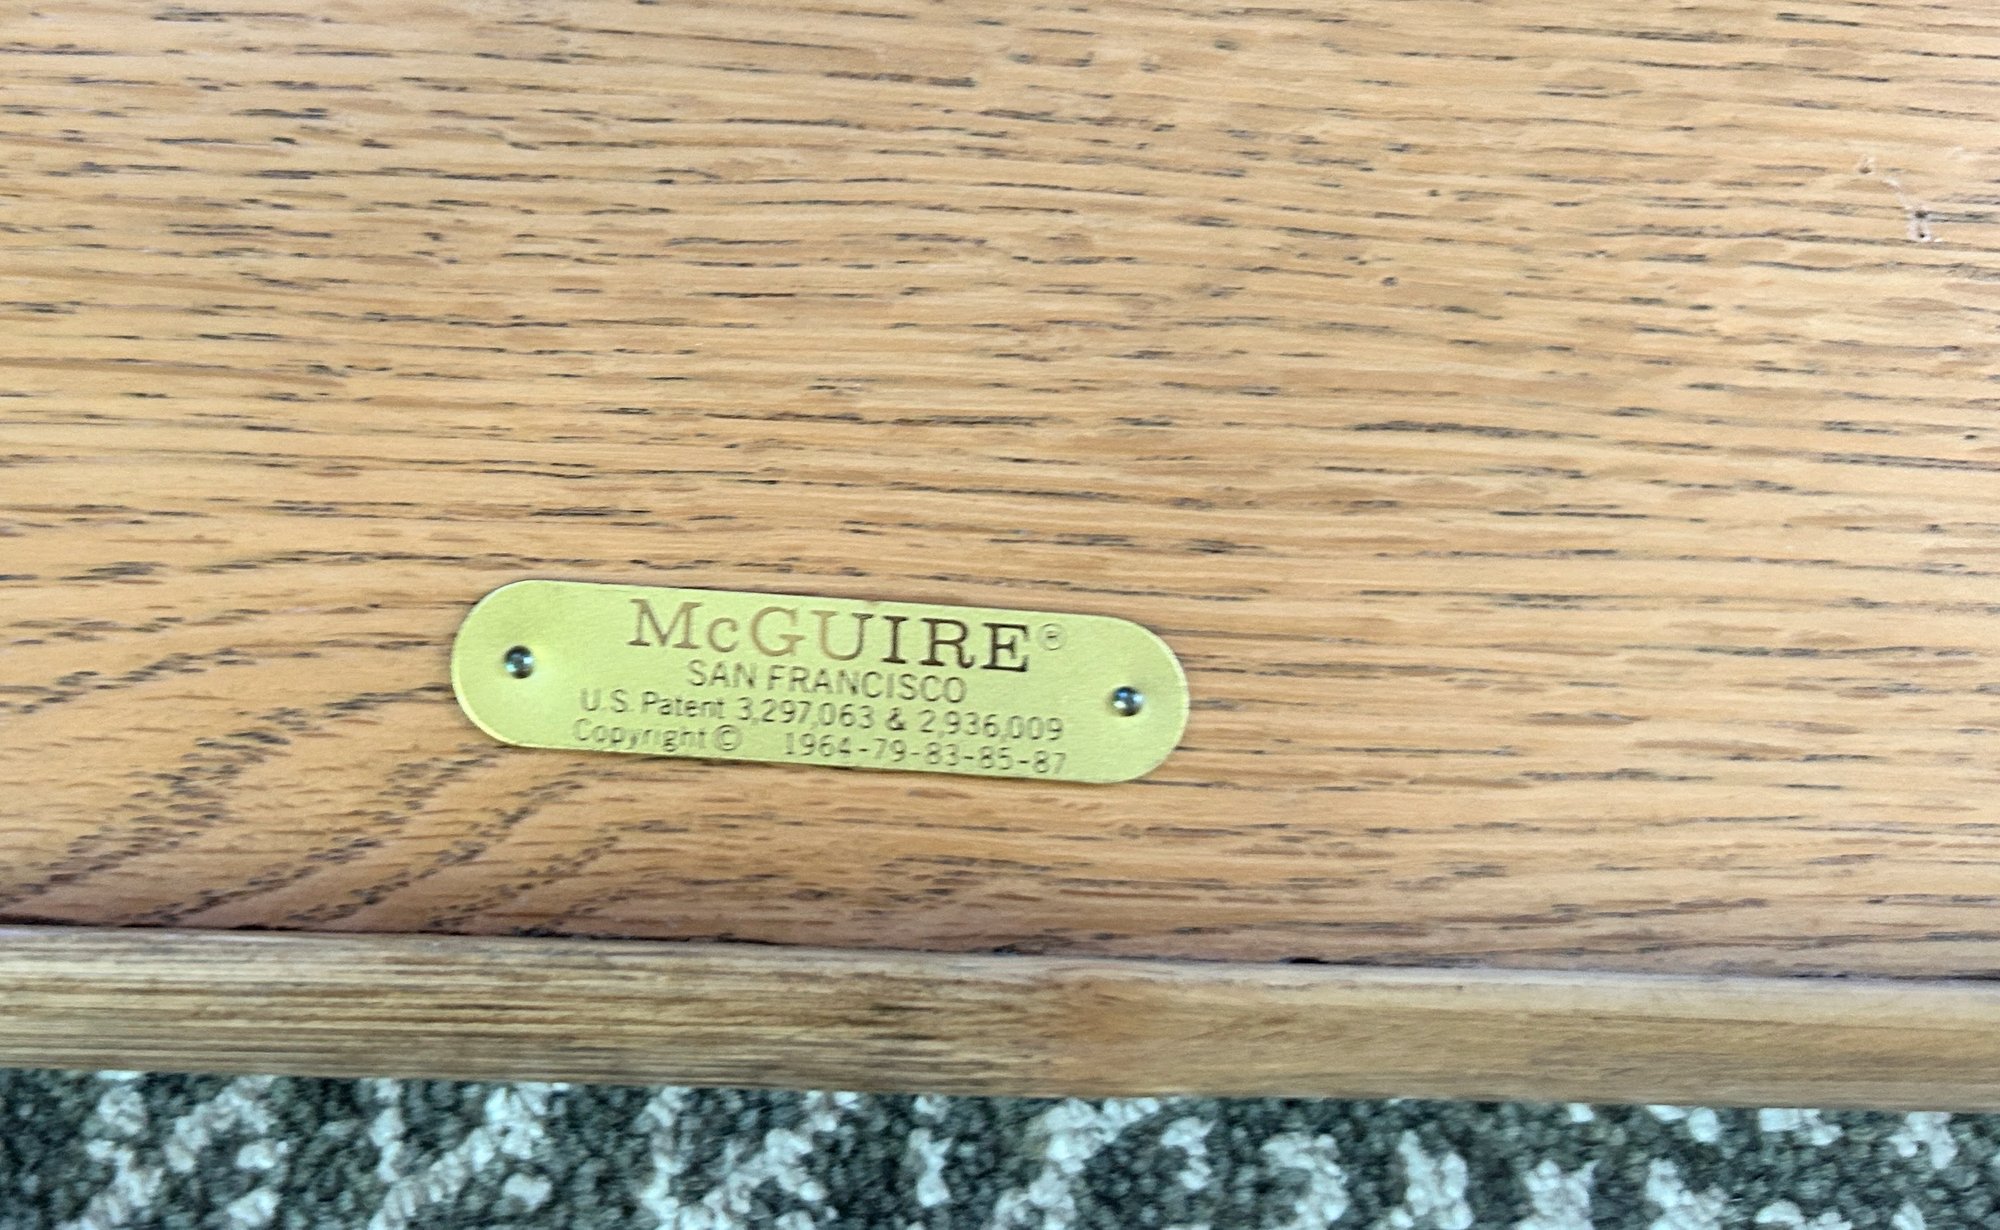 McGUIRE®
SAN FRANCISCO
U.S. Patent 3,297,063 & 2,936,009
Copyright © 1964-79-83-85-87